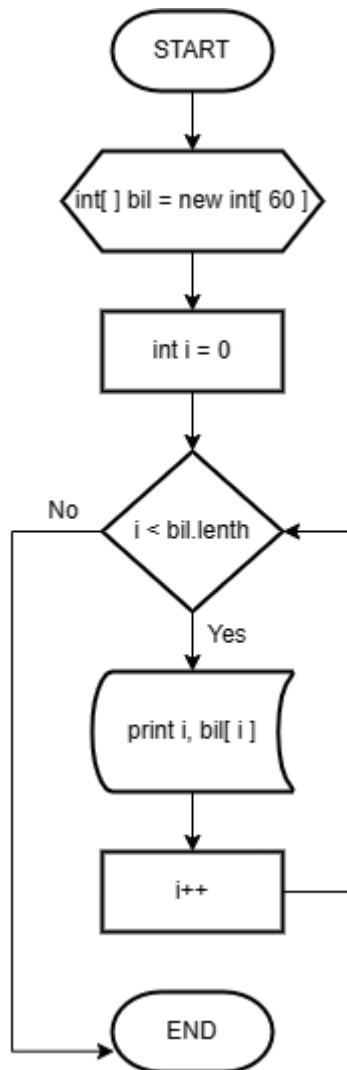 START
int[ ] bil = new int[ 60 ]
int i = 0
i < bil.lenth
No
Yes
print i, bil[ i ]
i++
END